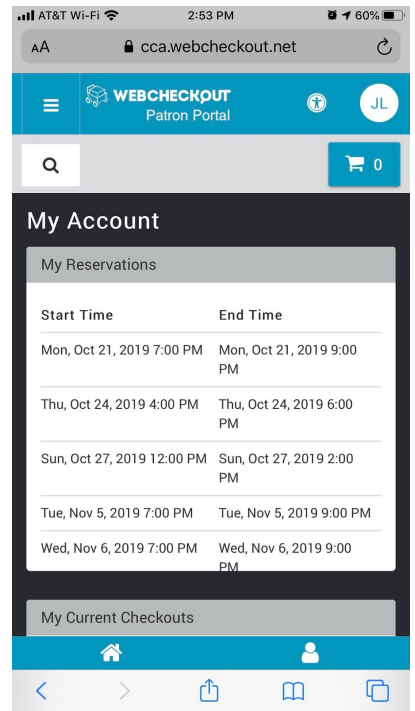 AT&T Wi-Fi 2:53 PM 60%
AA cca.webcheckout.net
WEBCHECKOUT JL
Patron Portal
0
My Account
My Reservations
Start Time End Time
Mon, Oct 21, 2019 7:00 PM Mon, Oct 21, 2019 9:00
PM
Thu, Oct 24, 2019 4:00 PM Thu, Oct 24, 2019 6:00
PM
Sun, Oct 27, 2019 12:00 PM Sun, Oct 27, 2019 2:00
PM
Tue, Nov 5, 2019 7:00 PM Tue, Nov 5, 2019 9:00 PM
Wed, Nov 6, 2019 7:00 PM Wed, Nov 6, 2019 9:00
PM
My Current Checkouts